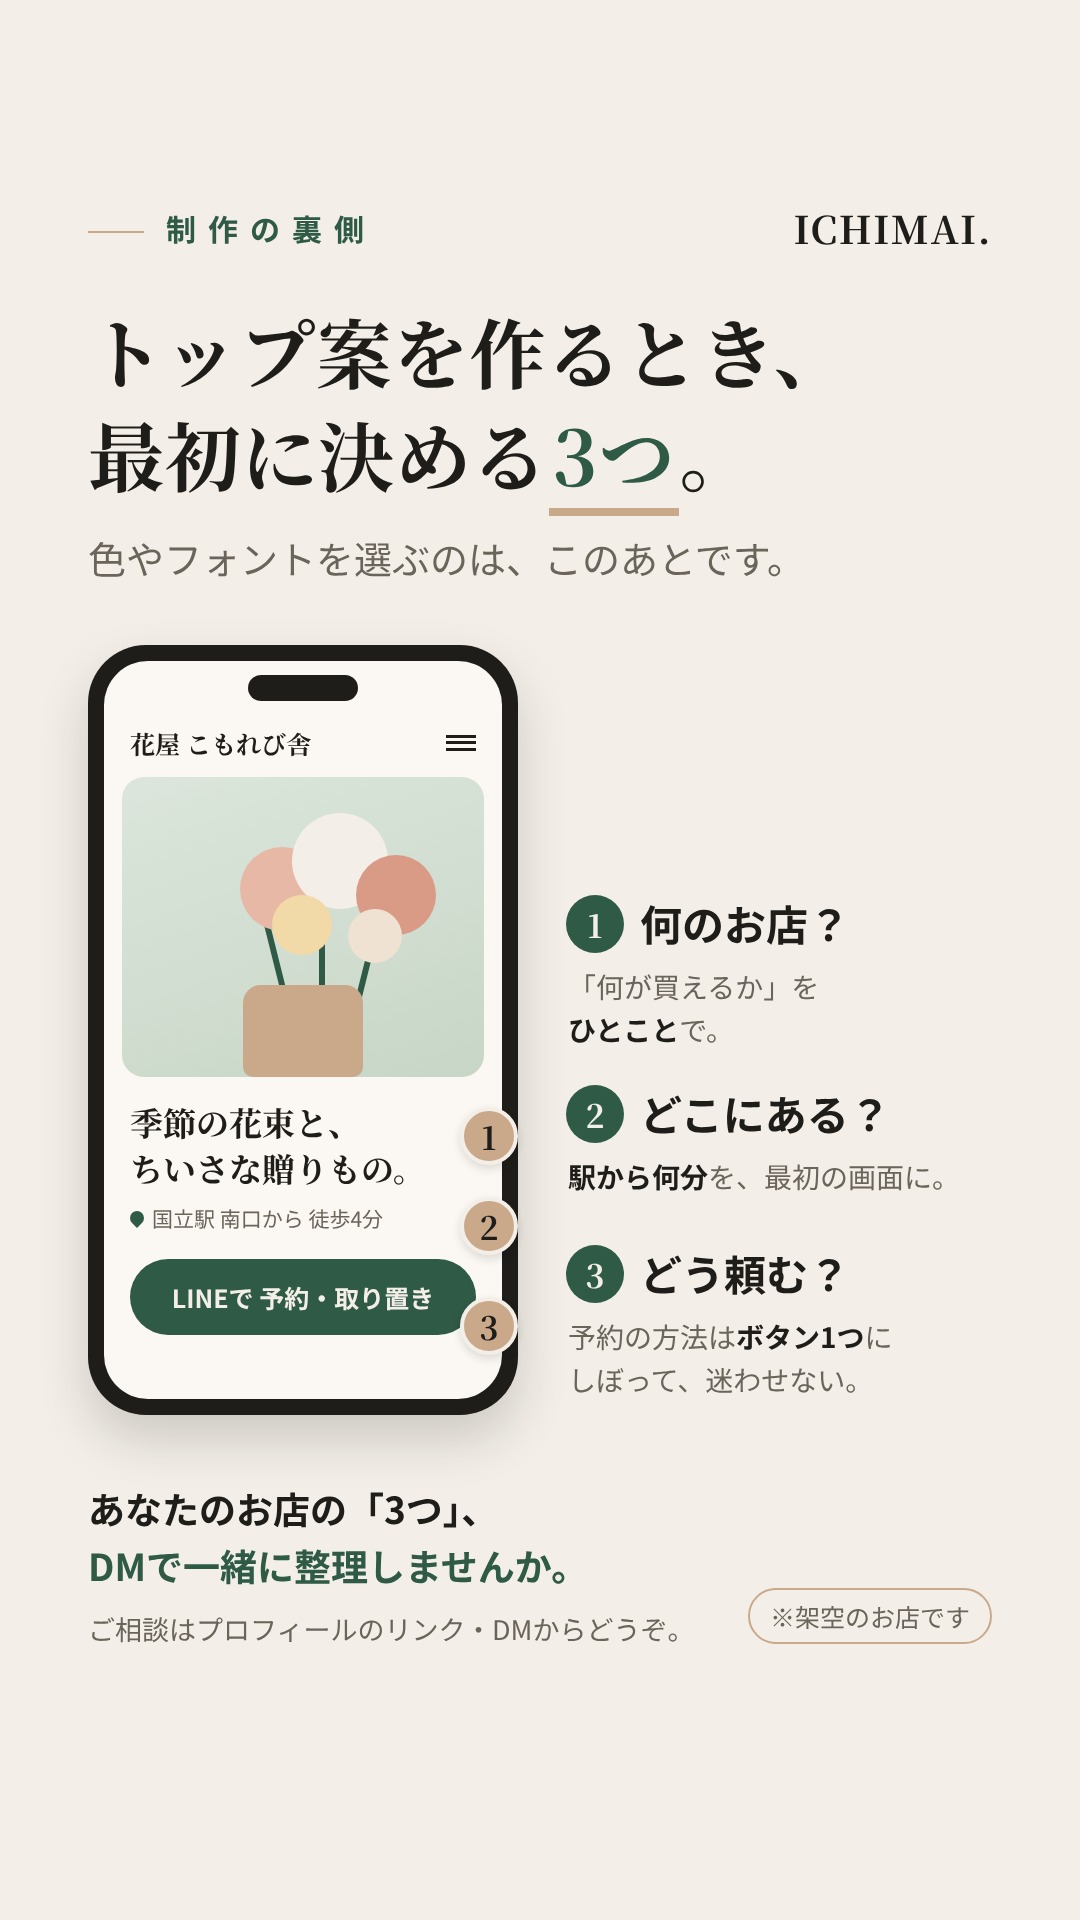 制作の裏側
ICHIMAI.
トップ案を作るとき、
最初に決める3つ。
色やフォントを選ぶのは、このあとです。
花屋 こもれび舎
季節の花束と、
ちいさな贈りもの。
国立駅 南口から 徒歩4分
LINEで 予約・取り置き
1
2
3
1 何のお店？
「何が買えるか」を
ひとことで。
2 どこにある？
駅から何分を、最初の画面に。
3 どう頼む？
予約の方法はボタン1つに
しぼって、迷わせない。
あなたのお店の「3つ」、
DMで一緒に整理しませんか。
ご相談はプロフィールのリンク・DMからどうぞ。
※架空のお店です